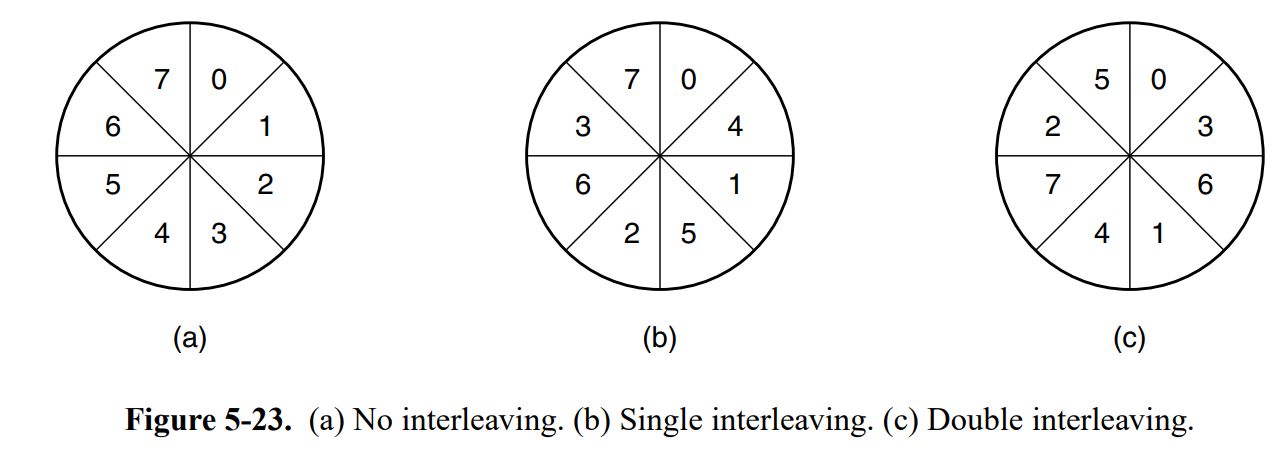 7 0 7 0 5 0
6 1 3 4 2 3
5 2 6 1 7 6
4 3 2 5 4 1
(a) (b) (c)
Figure 5-23. (a) No interleaving. (b) Single interleaving. (c) Double interleaving.